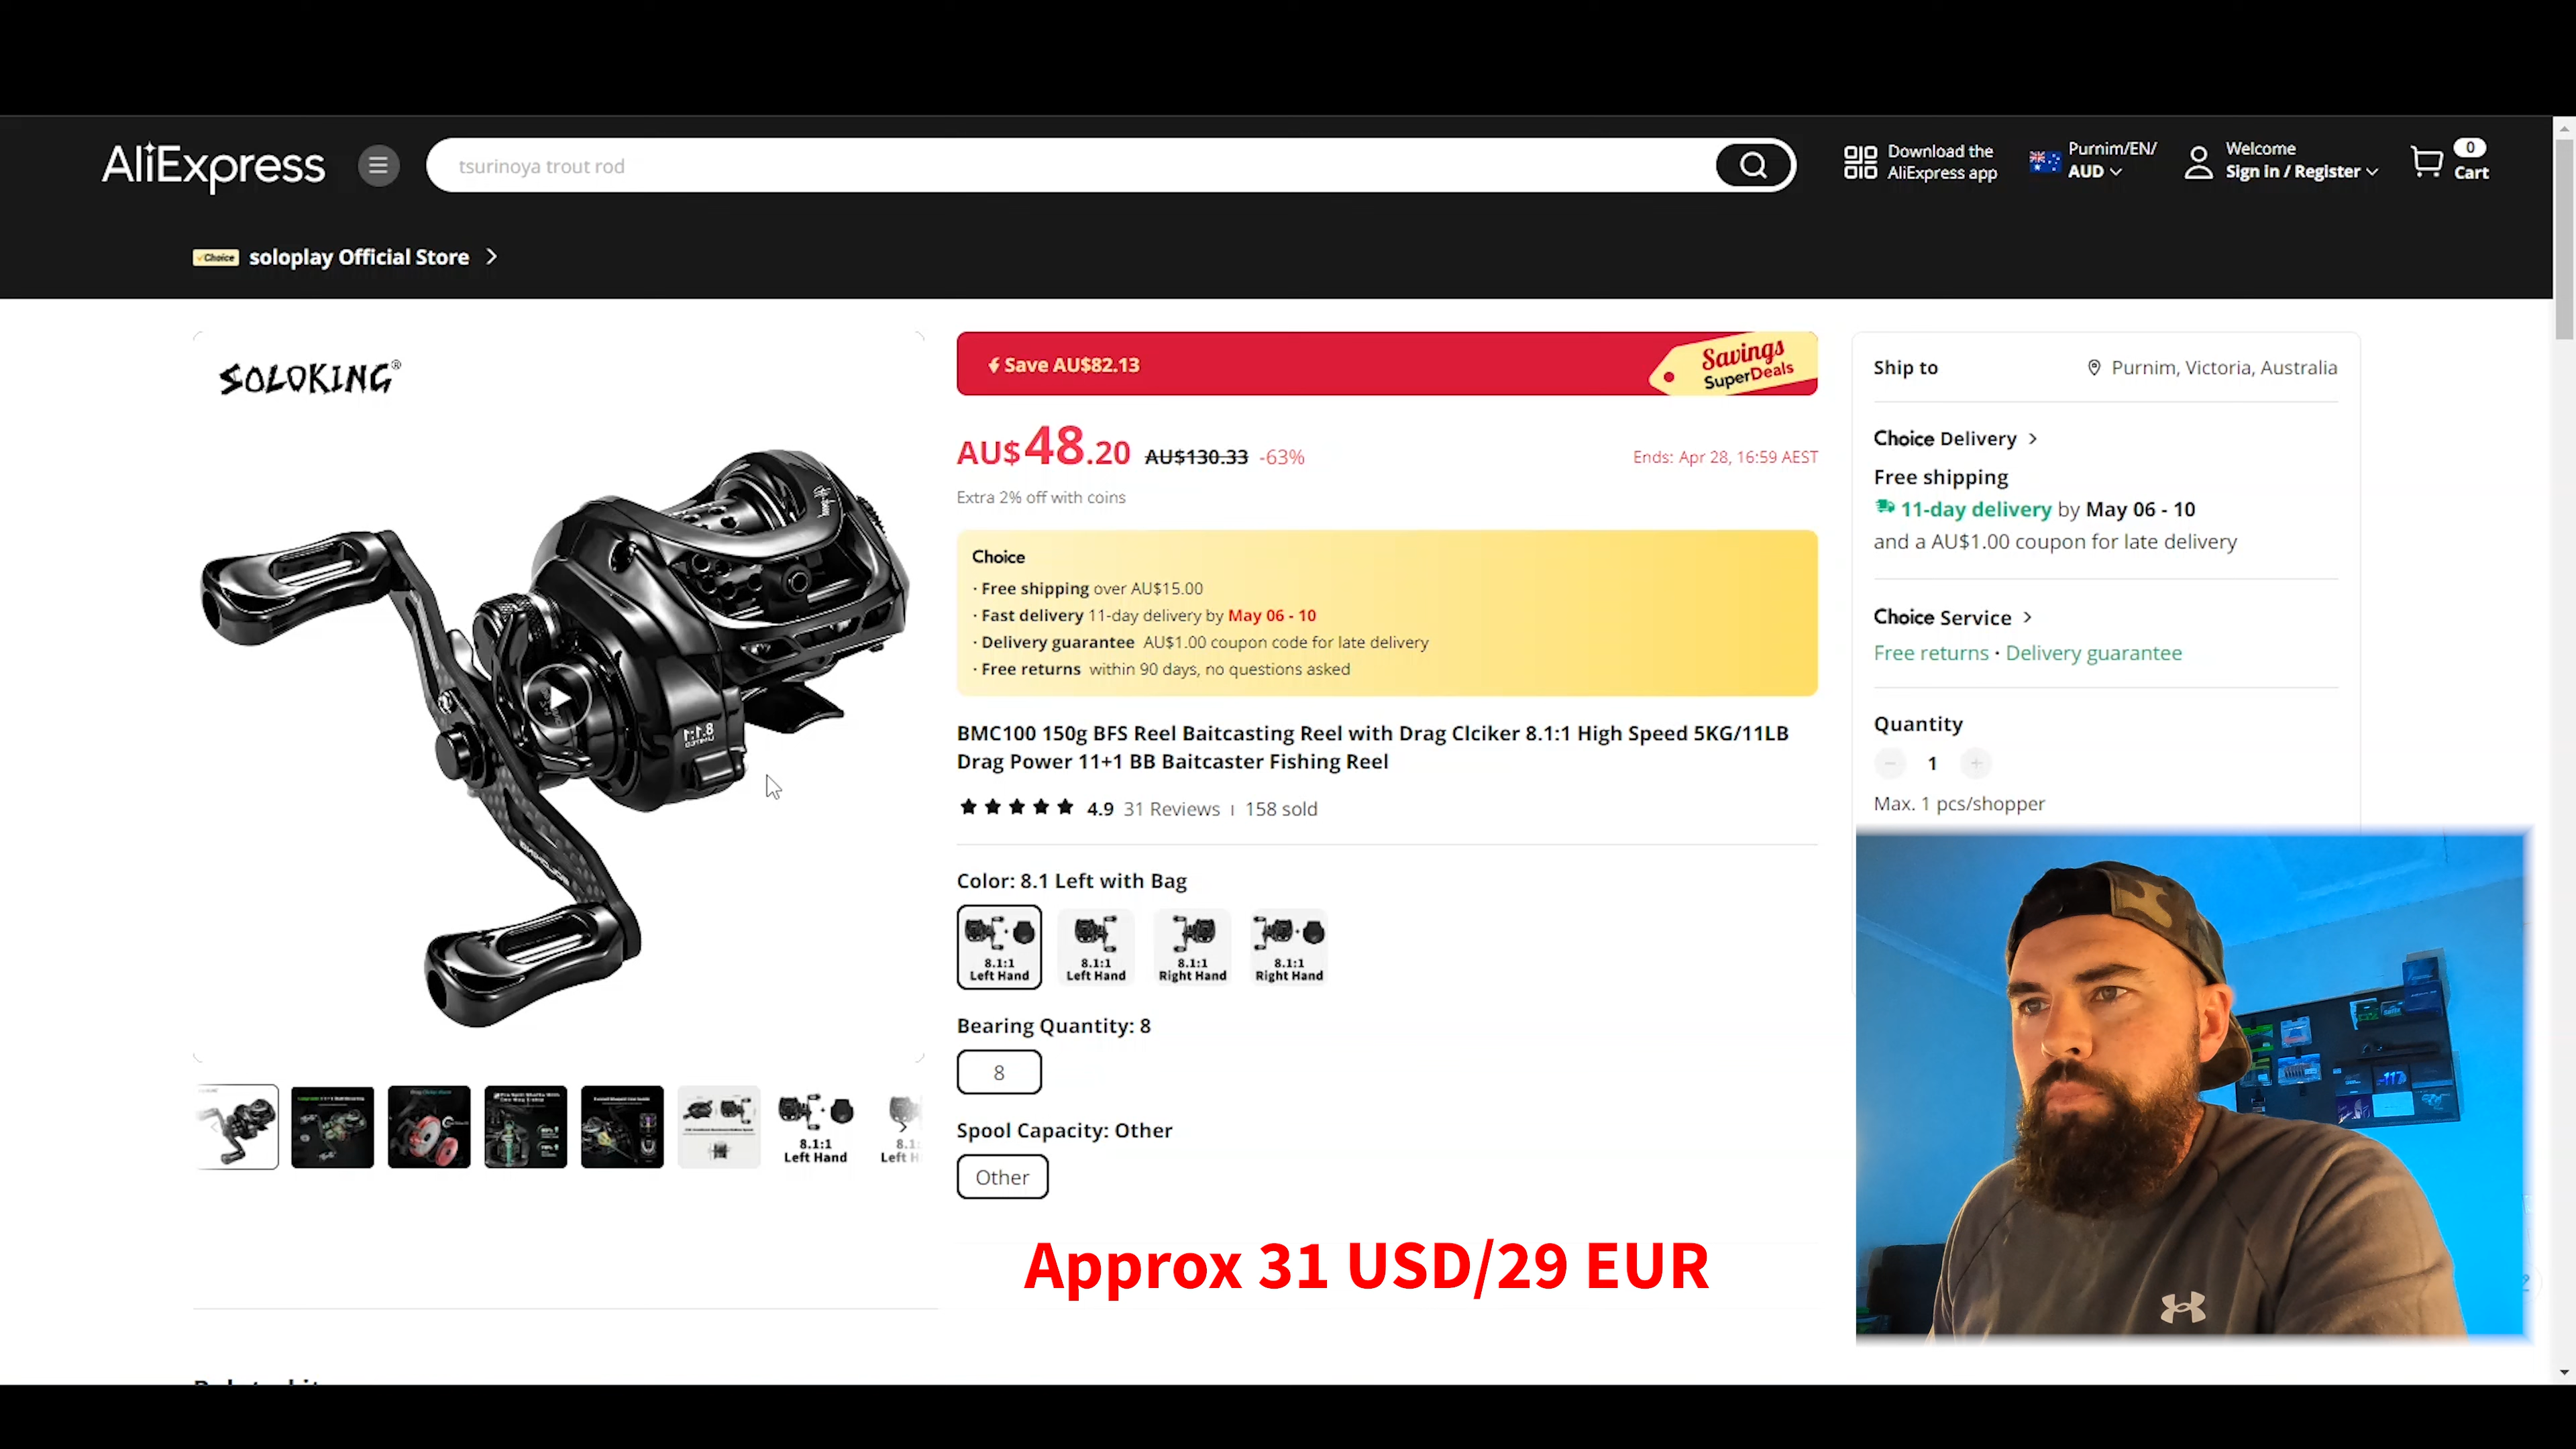 AliExpress
tsurinoya trout rod
Download the
AliExpress app
Purnim/EN/
AUD
Welcome
Sign in / Register
0
Cart
Choice
soloplay Official Store
SOLOKING®
Save AU$82.13
Savings
SuperDeals
AU$48.20 AU$130.33 -63%
Ends: Apr 28, 16:59 AEST
Extra 2% off with coins
Choice
· Free shipping over AU$15.00
· Fast delivery 11-day delivery by May 06 - 10
· Delivery guarantee AU$1.00 coupon code for late delivery
· Free returns within 90 days, no questions asked
BMC100 150g BFS Reel Baitcasting Reel with Drag Clciker 8.1:1 High Speed 5KG/11LB
Drag Power 11+1 BB Baitcaster Fishing Reel
4.9 31 Reviews | 158 sold
Color: 8.1 Left with Bag
8.1:1
Left Hand
8.1:1
Left Hand
8.1:1
Right Hand
8.1:1
Right Hand
Bearing Quantity: 8
8
Spool Capacity: Other
Other
8.1:1
Left Hand
8.1:
Left H
Approx 31 USD/29 EUR
Ship to
Purnim, Victoria, Australia
Choice Delivery
Free shipping
11-day delivery by May 06 - 10
and a AU$1.00 coupon for late delivery
Choice Service
Free returns • Delivery guarantee
Quantity
1
Max. 1 pcs/shopper
8.1:1
LIMITED